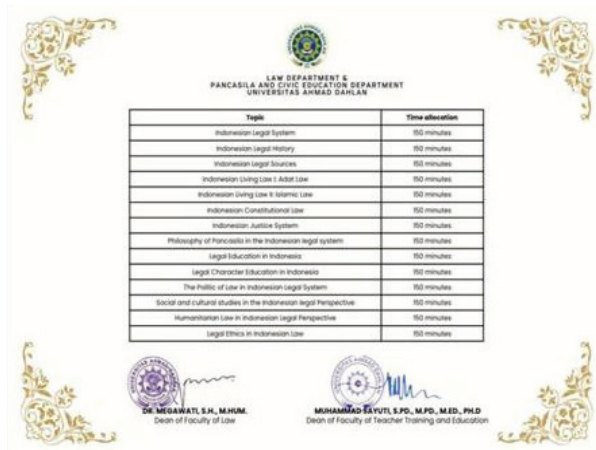 LAW DEPARTMENT &
PANCASILA AND CIVIC EDUCATION DEPARTMENT
UNIVERSITAS AHMAD DAHLAN
Topic Time allocation
Indonesian Legal System 150 minutes
Indonesian Legal History 150 minutes
Indonesian Legal Sources 150 minutes
Indonesian Living Law I: Adat Law 150 minutes
Indonesian Living Law II: Islamic Law 150 minutes
Indonesian Constitutional Law 150 minutes
Indonesian Justice System 150 minutes
Philosophy of Pancasila in the Indonesian legal system 150 minutes
Legal Education in Indonesia 150 minutes
Legal Character Education in Indonesia 150 minutes
The Politic of Law in Indonesian Legal System 150 minutes
Social and cultural studies in the Indonesian legal Perspective 150 minutes
Humanitarian Law in Indonesian Legal Perspective 150 minutes
Legal Ethics in Indonesian Law 150 minutes
DR. MEGAWATI, S.H., M.HUM. MUHAMMAD SAYUTI, S.PD., M.PD., M.ED., PH.D
Dean of Faculty of Law Dean of Faculty of Teacher Training and Education